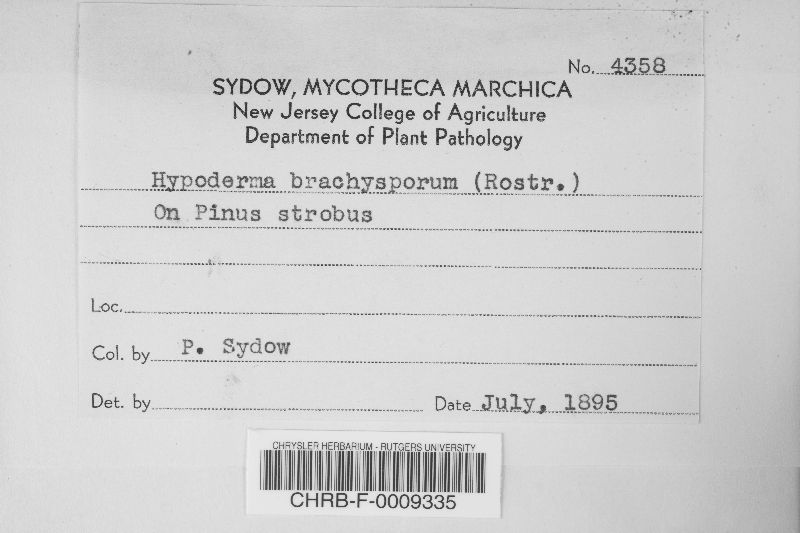 No. 4358
SYDOW, MYCOTHECA MARCHICA
New Jersey College of Agriculture
Department of Plant Pathology
Hypoderma brachysporum (Rostr.)
On Pinus strobus
Loc.
Col. by P. Sydow
Det. by Date July, 1895
CHRYSLER HERBARIUM - RUTGERS UNIVERSITY
CHRB-F-0009335